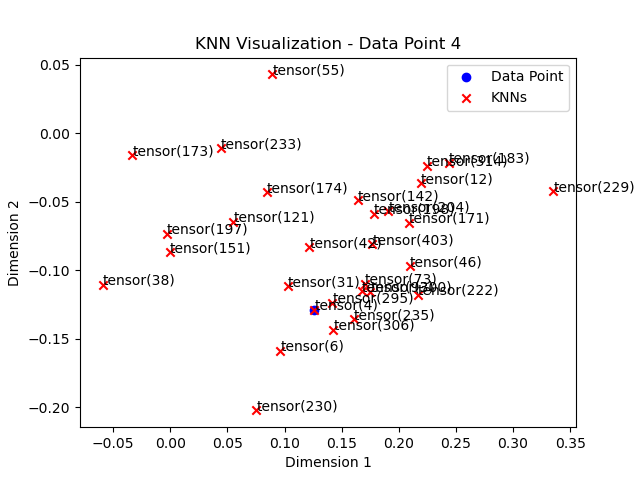 KNN Visualization - Data Point 4
Data Point
KNNs
tensor(55)
tensor(233)
tensor(173)
tensor(183)
tensor(314)
tensor(12)
tensor(229)
tensor(174)
tensor(142)
tensor(204)
tensor(171)
tensor(121)
tensor(197)
tensor(403)
tensor(151)
tensor(46)
tensor(38)
tensor(73)
tensor(31)
tensor(222)
tensor(295)
tensor(4)
tensor(235)
tensor(306)
tensor(6)
tensor(230)
0.05
0.00
−0.05
−0.10
−0.15
−0.20
−0.05
0.00
0.05
0.10
0.15
0.20
0.25
0.30
0.35
Dimension 1
Dimension 2